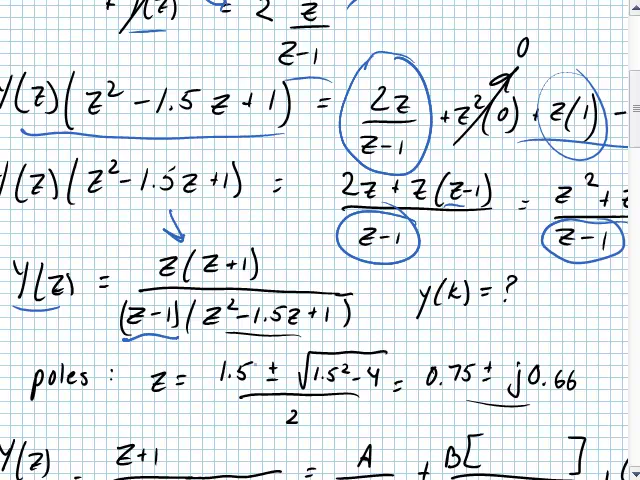 + Y(z) = 2 z/(z-1)
Y(z)(z² - 1.5z + 1) = 2z/(z-1) + z²(0) 0 + z(1) -
Y(z)(z² - 1.5z + 1) = (2z + z(z-1))/(z-1) = (z² + z)/(z-1)
Y(z) = z(z+1)/((z-1)(z² - 1.5z + 1)) y(k) = ?
poles : z = (1.5 ± √(1.5² - 4))/2 = 0.75 ± j0.66
Y(z) = (z+1)/ = A/ + B[ ]